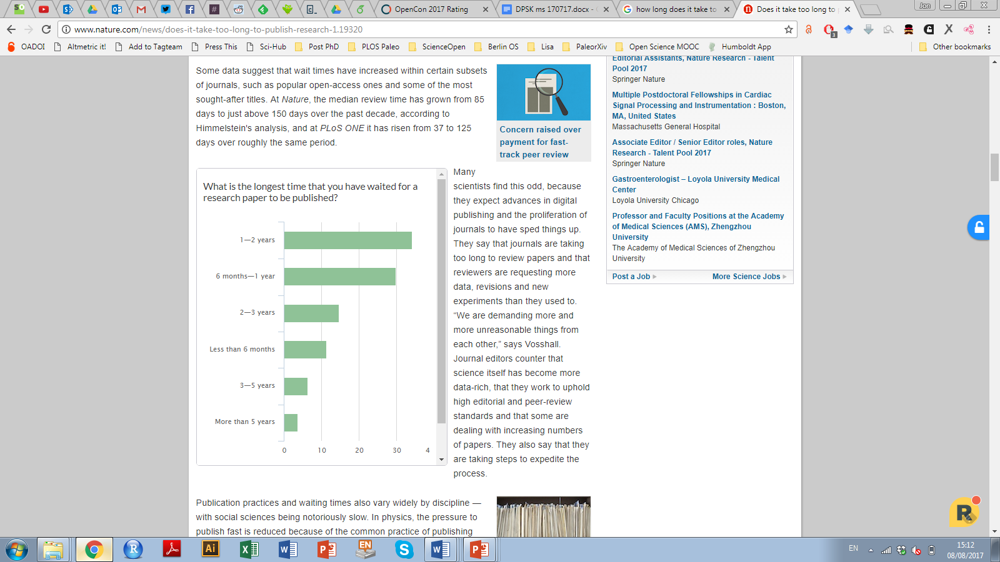 OpenCon 2017 Rating
DPSK ms 170717.docx - 
how long does it take to
Does it take too long to
Jon
www.nature.com/news/does-it-take-too-long-to-publish-research-1.19320
3
OADOI Altmetric it! Add to Tagteam Press This Sci-Hub Post PhD PLOS Paleo ScienceOpen Berlin OS Lisa PaleorXiv Open Science MOOC Humboldt App Other bookmarks
Some data suggest that wait times have increased within certain subsets
of journals, such as popular open-access ones and some of the most
sought-after titles. At Nature, the median review time has grown from 85
days to just above 150 days over the past decade, according to
Himmelstein's analysis, and at PLoS ONE it has risen from 37 to 125
days over roughly the same period.
Concern raised over
payment for fast-
track peer review
What is the longest time that you have waited for a
research paper to be published?
1—2 years
6 months—1 year
2—3 years
Less than 6 months
3—5 years
More than 5 years
0 10 20 30 4
Many
scientists find this odd, because
they expect advances in digital
publishing and the proliferation of
journals to have sped things up.
They say that journals are taking
too long to review papers and that
reviewers are requesting more
data, revisions and new
experiments than they used to.
“We are demanding more and
more unreasonable things from
each other,” says Vosshall.
Journal editors counter that
science itself has become more
data-rich, that they work to uphold
high editorial and peer-review
standards and that some are
dealing with increasing numbers
of papers. They also say that they
are taking steps to expedite the
process.
Publication practices and waiting times also vary widely by discipline —
with social sciences being notoriously slow. In physics, the pressure to
publish fast is reduced because of the common practice of publishing
Editorial Assistants, Nature Research - Talent
Pool 2017
Springer Nature
Multiple Postdoctoral Fellowships in Cardiac
Signal Processing and Instrumentation : Boston,
MA, United States
Massachusetts General Hospital
Associate Editor / Senior Editor roles, Nature
Research - Talent Pool 2017
Springer Nature
Gastroenterologist – Loyola University Medical
Center
Loyola University Chicago
Professor and Faculty Positions at the Academy
of Medical Sciences (AMS), Zhengzhou
University
The Academy of Medical Sciences of Zhengzhou
University
Post a Job More Science Jobs
R
EN
EN
15:12
08/08/2017